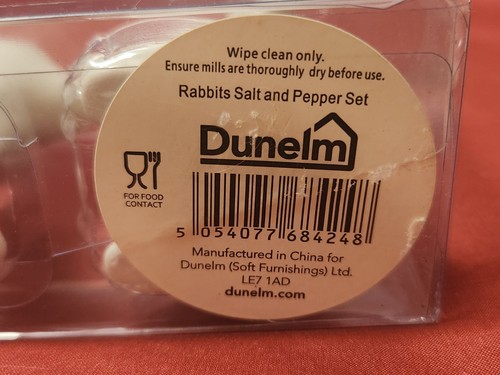 Wipe clean only.
Ensure mills are thoroughly dry before use.
Rabbits Salt and Pepper Set
Dunelm
FOR FOOD
CONTACT
5 054077 684248
Manufactured in China for
Dunelm (Soft Furnishings) Ltd.
LE7 1AD
dunelm.com